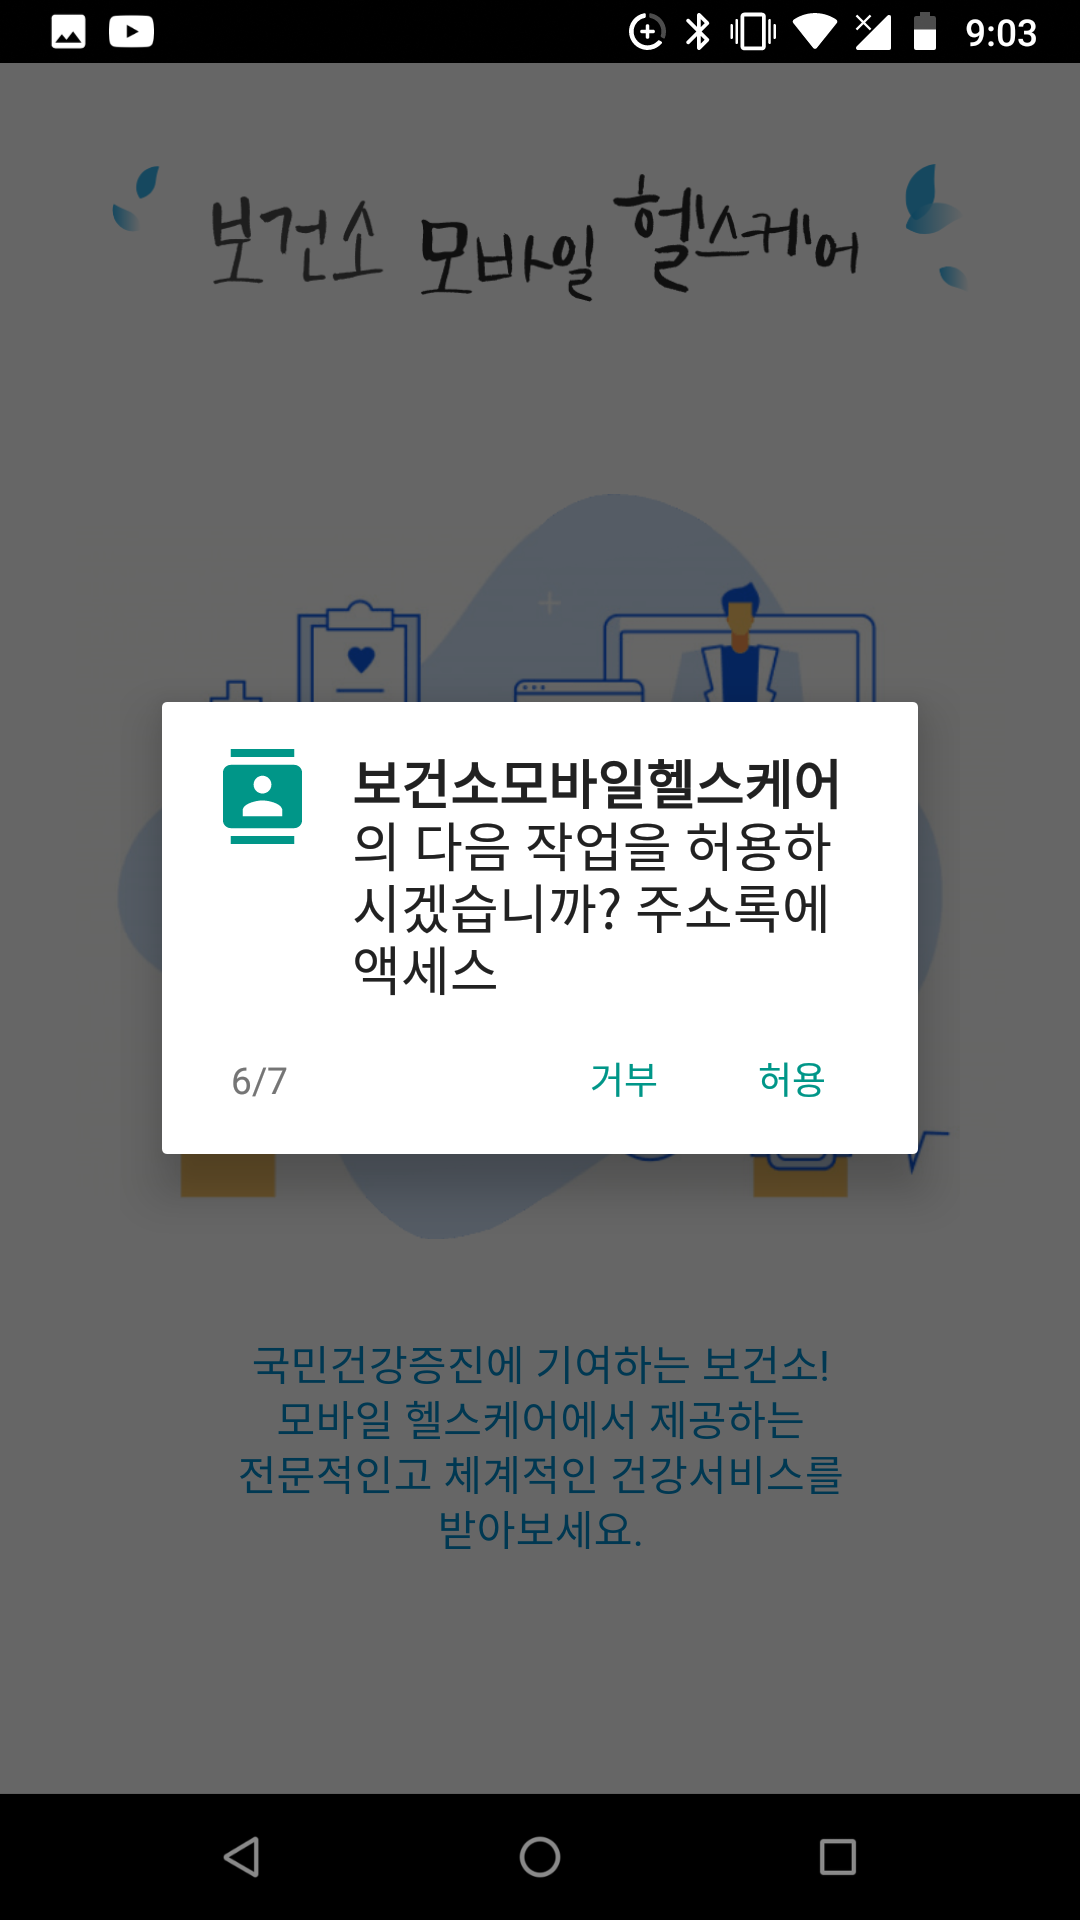 9:03
보건소 모바일 헬스케어
보건소모바일헬스케어
의 다음 작업을 허용하
시겠습니까? 주소록에
액세스
6/7 거부 허용
국민건강증진에 기여하는 보건소!
모바일 헬스케어에서 제공하는
전문적인고 체계적인 건강서비스를
받아보세요.